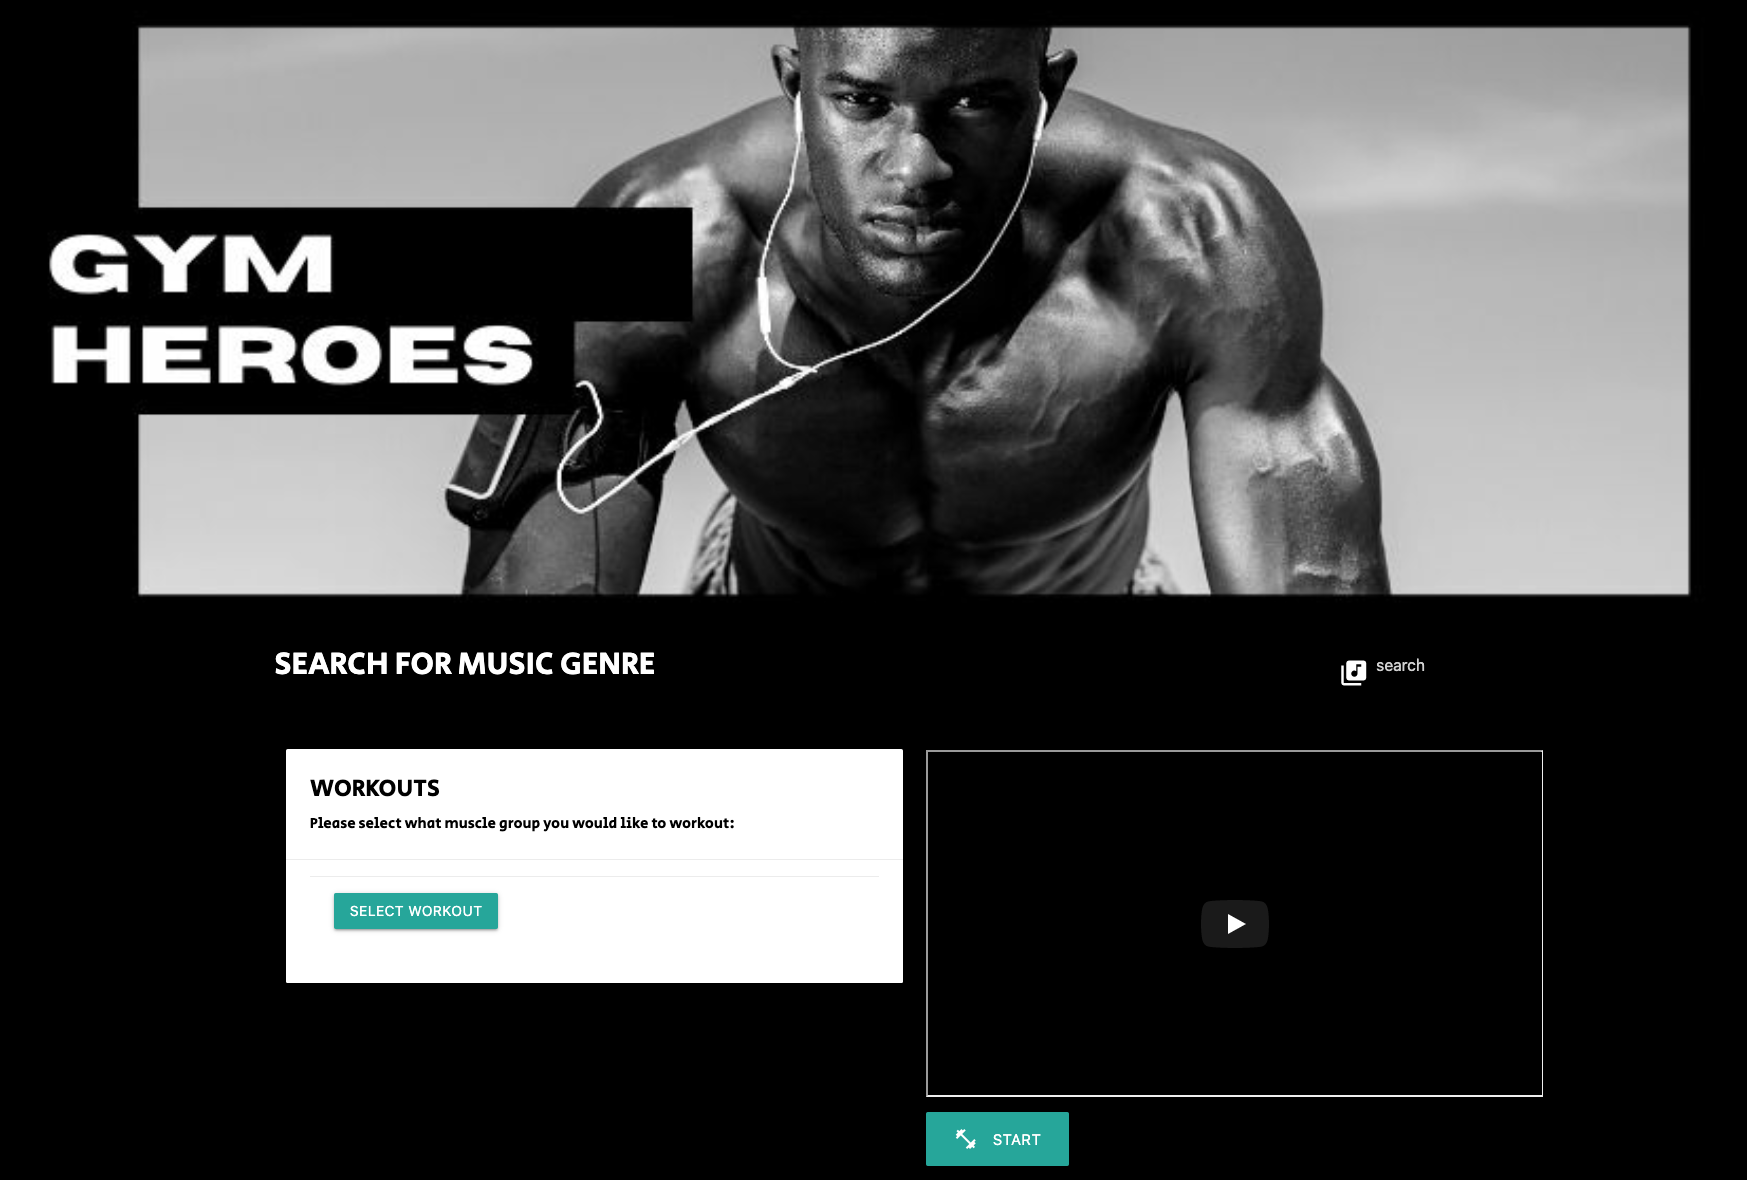 GYM
HEROES
SEARCH FOR MUSIC GENRE
search
WORKOUTS
Please select what muscle group you would like to workout:
SELECT WORKOUT
START